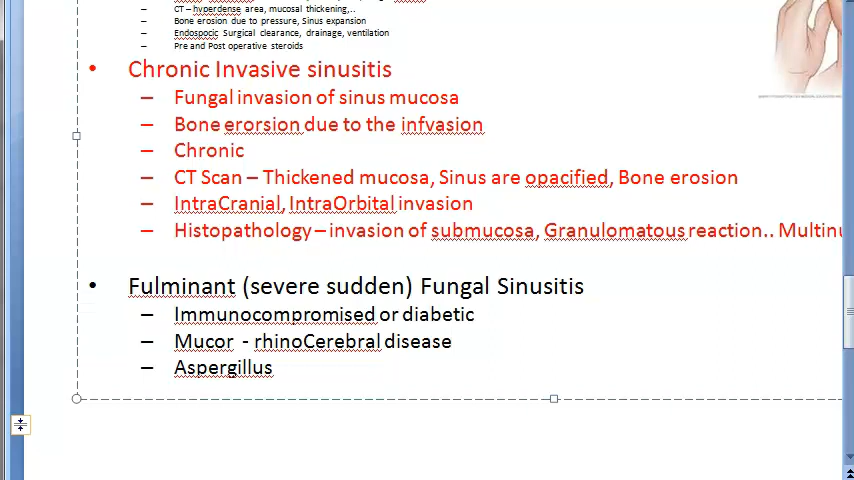 – CT – hyperdense area, mucosal thickening,..
– Bone erosion due to pressure, Sinus expansion
– Endospocic Surgical clearance, drainage, ventilation
– Pre and Post operative steroids
• Chronic Invasive sinusitis
– Fungal invasion of sinus mucosa
– Bone erorsion due to the infvasion
– Chronic
– CT Scan – Thickened mucosa, Sinus are opacified, Bone erosion
– IntraCranial, IntraOrbital invasion
– Histopathology – invasion of submucosa, Granulomatous reaction.. Multinu
• Fulminant (severe sudden) Fungal Sinusitis
– Immunocompromised or diabetic
– Mucor - rhinoCerebral disease
– Aspergillus